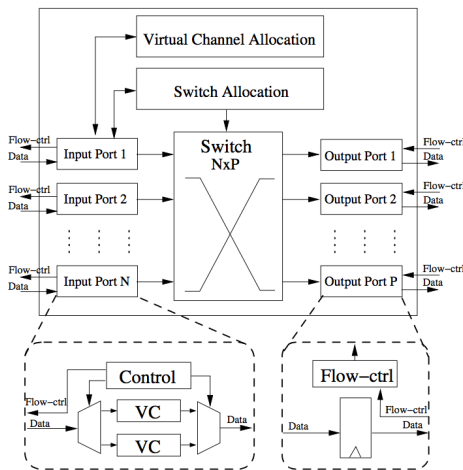 Virtual Channel Allocation
Switch Allocation
Flow-ctrl
Data
Input Port 1
Switch
NxP
Output Port 1
Flow-ctrl
Data
Flow-ctrl
Data
Input Port 2
Output Port 2
Flow-ctrl
Data
Flow-ctrl
Data
Input Port N
Output Port P
Flow-ctrl
Data
Control
Flow-ctrl
Data
VC
VC
Data
Flow-ctrl
Flow-ctrl
Data
Data